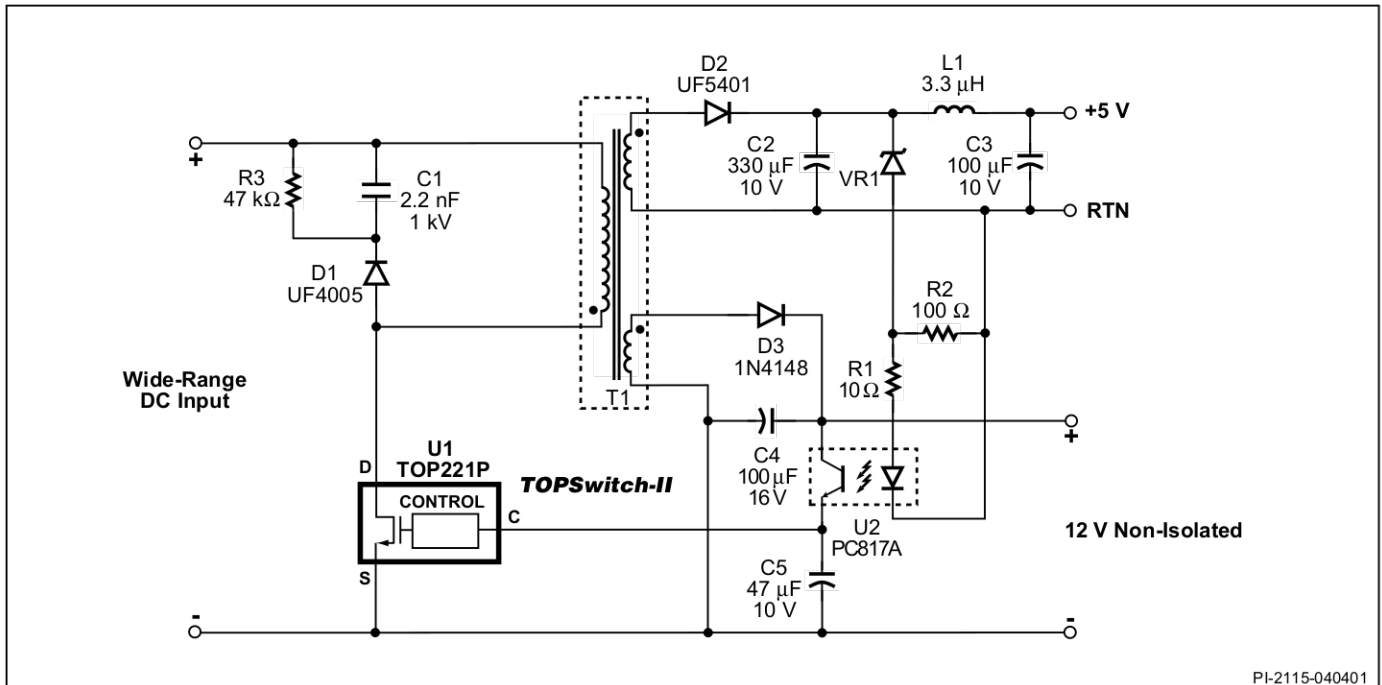 D2
UF5401
L1
3.3 µH
+5 V
+
R3
47 kΩ
C1
2.2 nF
1 kV
C2
330 µF
10 V
VR1
C3
100 µF
10 V
RTN
D1
UF4005
R2
100 Ω
D3
1N4148
R1
10Ω
T1
Wide-Range
DC Input
+
U1
TOP221P
D
TOPSwitch-II
CONTROL
C
S
C4
100 µF
16 V
U2
PC817A
12 V Non-Isolated
C5
47 µF
10 V
-
-
PI-2115-040401